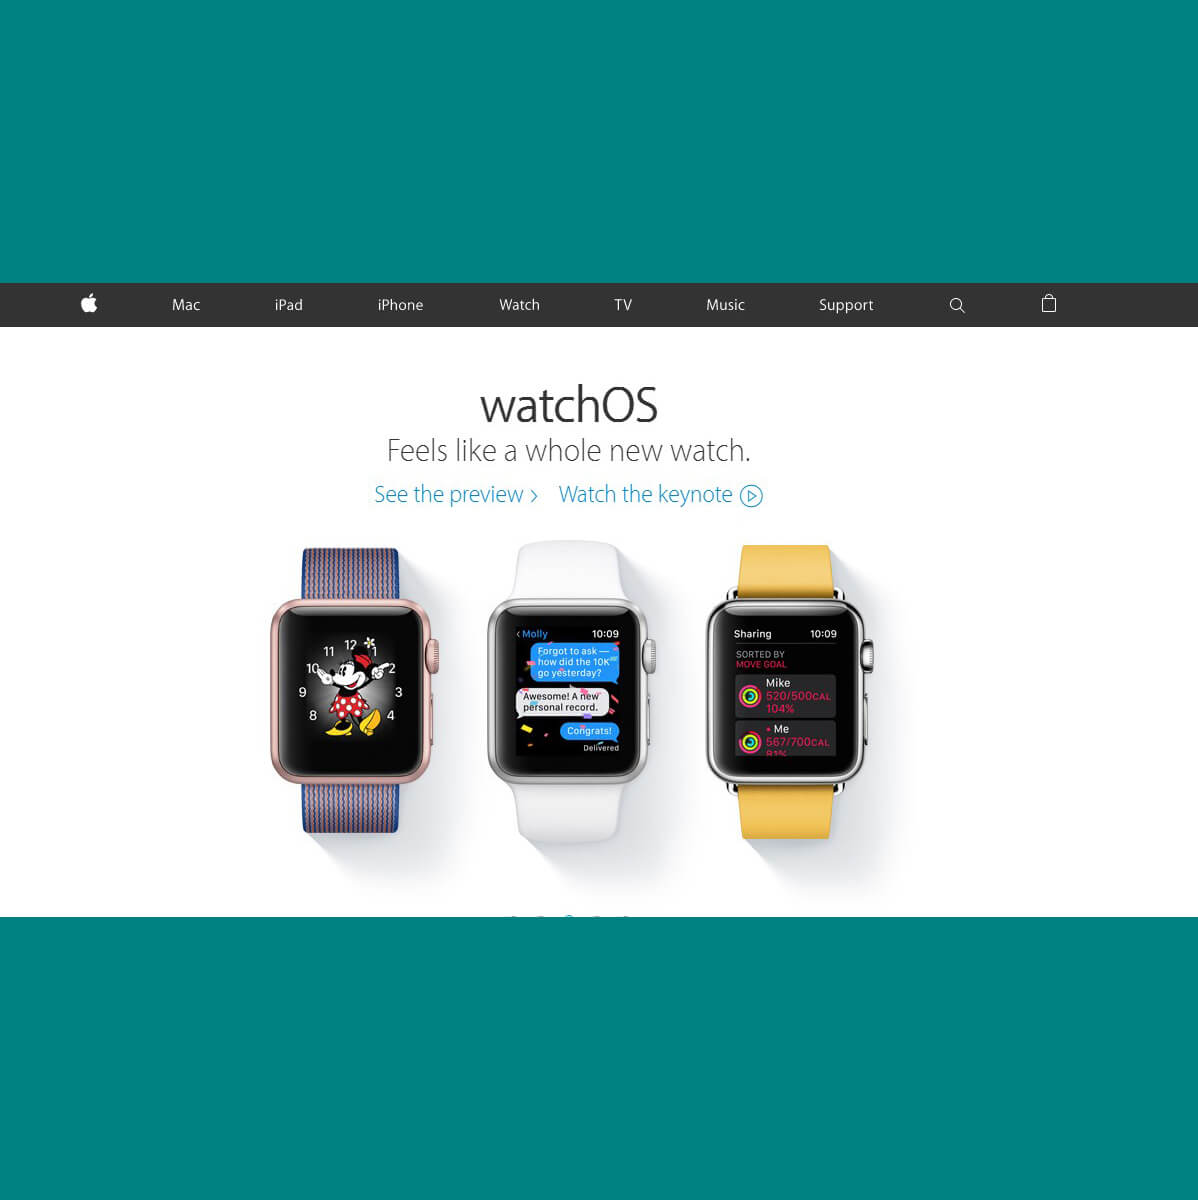 Mac iPad iPhone Watch TV Music Support
watchOS
Feels like a whole new watch.
See the preview > Watch the keynote
12
11 1
10 2
9 3
8 4
< Molly 10:09
Forgot to ask —
how did the 10K
go yesterday?
Awesome! A new
personal record.
Congrats!
Delivered
Sharing 10:09
SORTED BY
MOVE GOAL
Mike
520/500CAL
104%
Me
567/700CAL
81%